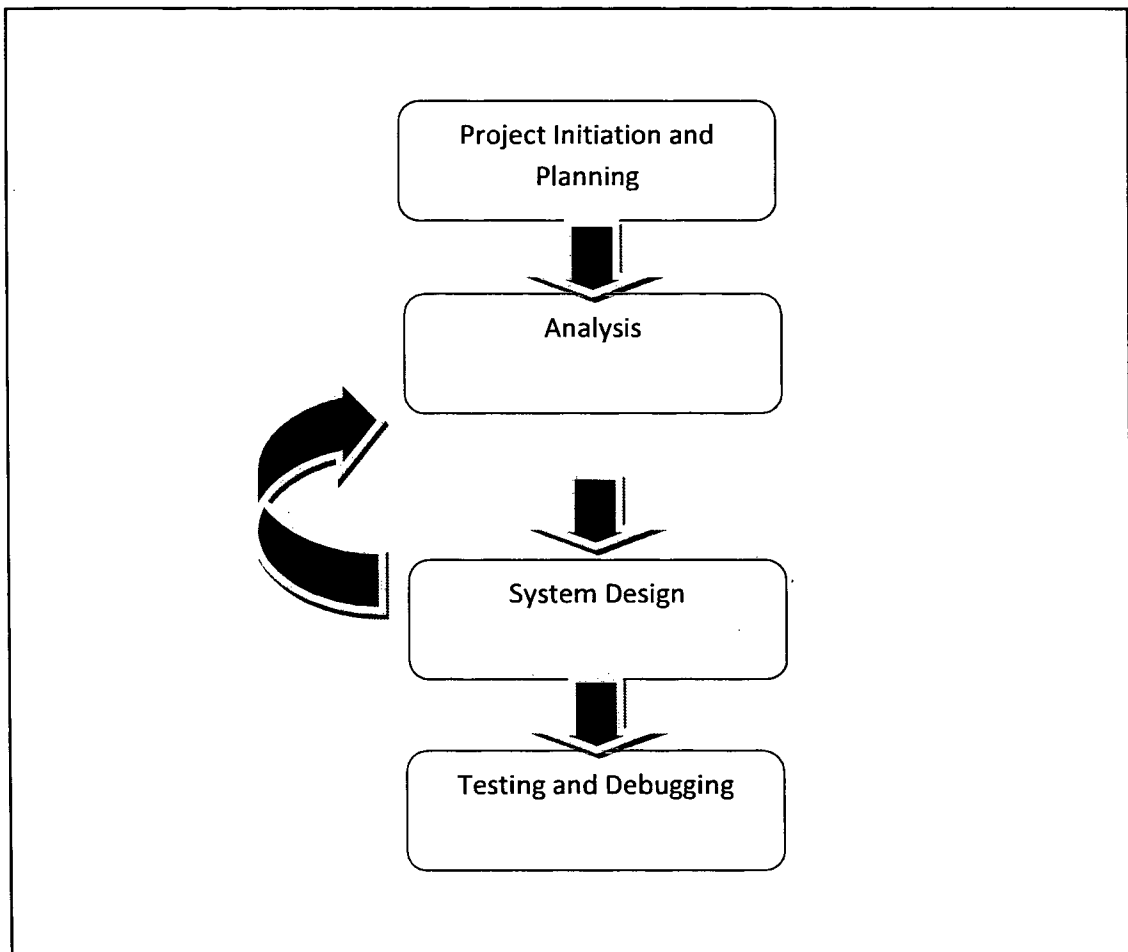 Project Initiation and
Planning
Analysis
System Design
Testing and Debugging